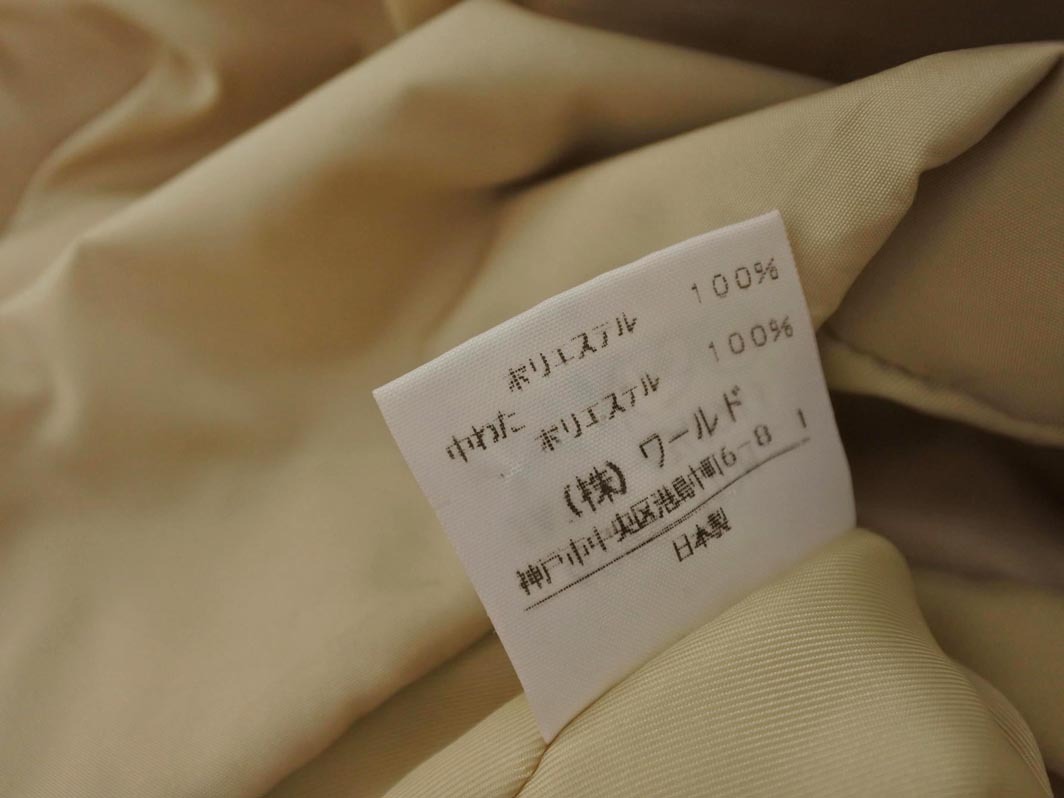 ポリエステル 100%
中わた ポリエステル 100%
(株) ワールド
神戸市中央区港島中町6-8 1
日本製